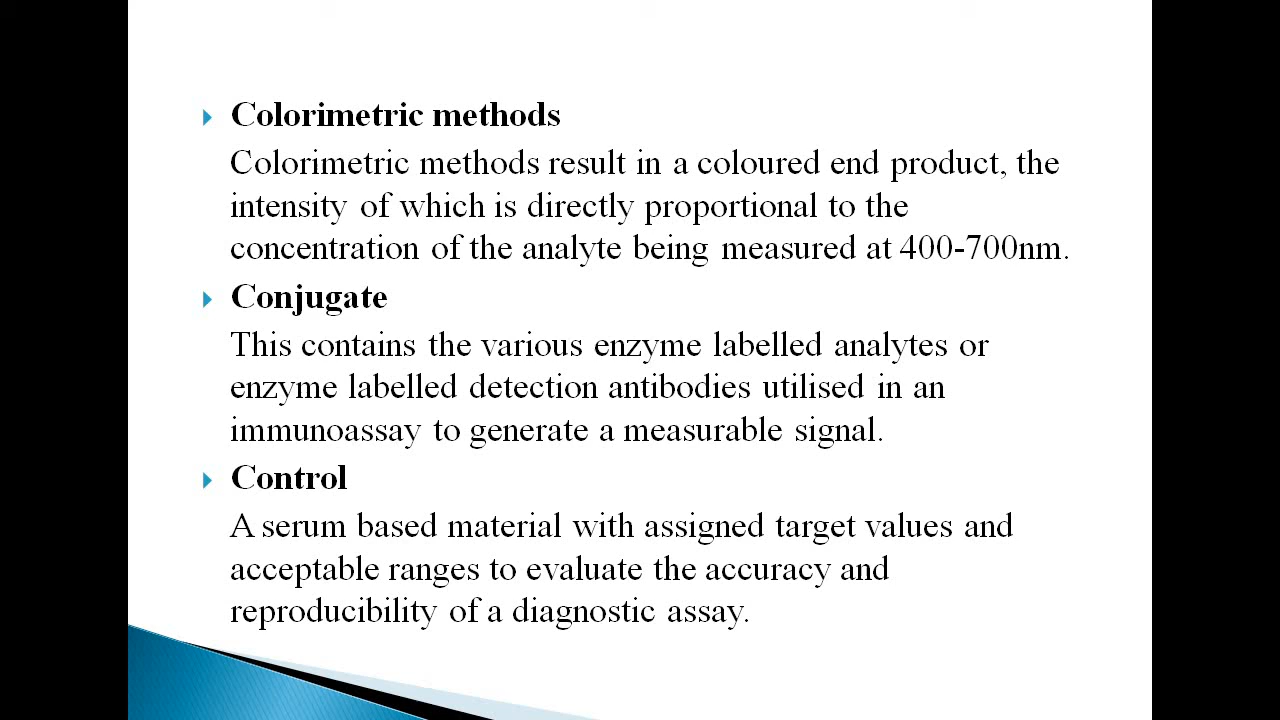 Colorimetric methods
Colorimetric methods result in a coloured end product, the
intensity of which is directly proportional to the
concentration of the analyte being measured at 400-700nm.
Conjugate
This contains the various enzyme labelled analytes or
enzyme labelled detection antibodies utilised in an
immunoassay to generate a measurable signal.
Control
A serum based material with assigned target values and
acceptable ranges to evaluate the accuracy and
reproducibility of a diagnostic assay.